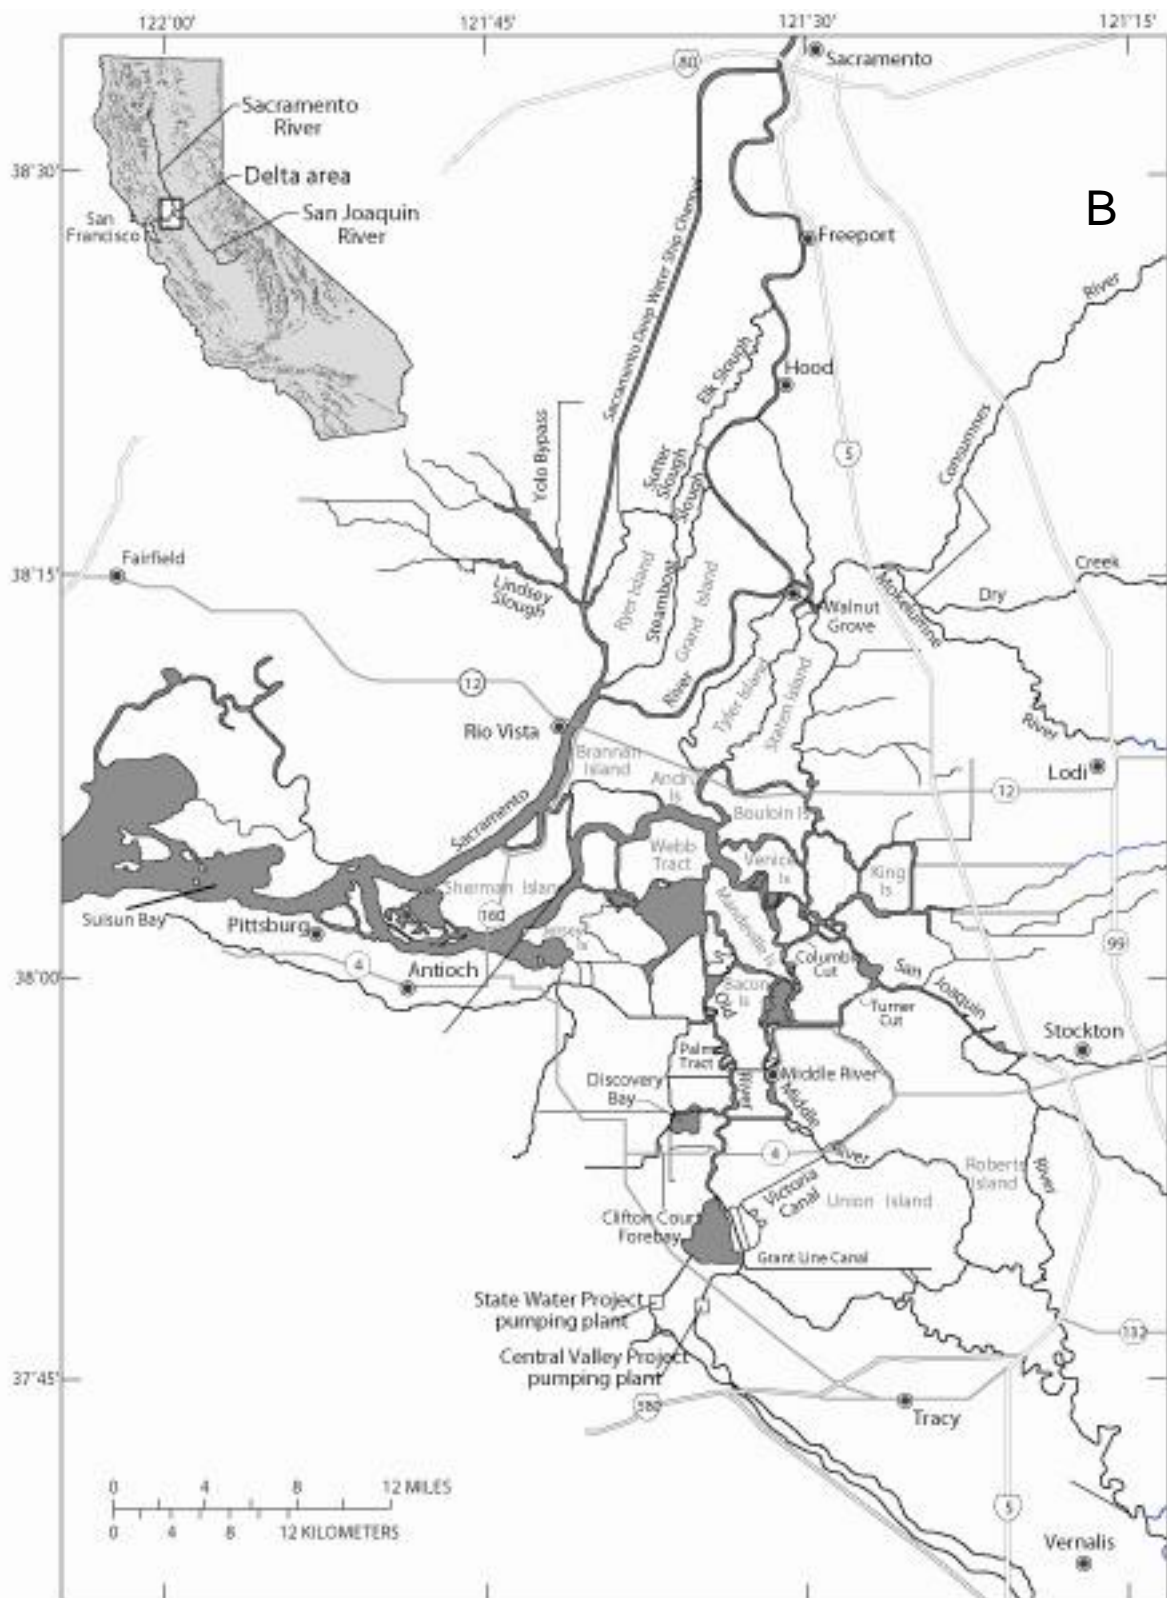 122°00'
121°45'
121°30'
121°15'
Sacramento
80
Sacramento
River
Delta area
San Joaquin
River
San
Francisco
38°30'
B
Freeport
Sacramento Deep Water Ship Channel
River
Elk Slough
Hood
Consumnes
5
Yolo Bypass
Sutter
Slough
Slough
Fairfield
38°15'
Lindsey
Slough
Ryer Island
Steamboat
Grand Island
Walnut
Grove
Mokelumne
Dry
Creek
12
River
Tyler Island
Staten Island
River
Rio Vista
Brannan
Island
Andr
Is
Lodi
12
Bouloin Is
Sacramento
Webb
Tract
Venice
Is
King
Is
Sherman Islan
160
Mandeville Is
Suisun Bay
Pittsburg
Is
99
Columbia
Cut
San
Joaquin
38°00'
4
Antioch
Bacon
Is
Old
Turner
Cut
Stockton
Palm
Tract
Discovery
Bay
River
Middle River
Middle
4
River
Victoria
Canal
Union Island
Roberts
Island
River
Clifton Court
Forebay
Grant Line Canal
State Water Project
pumping plant
132
Central Valley Project
pumping plant
37°45'
580
Tracy
0 4 8 12 MILES
0 4 8 12 KILOMETERS
5
Vernalis